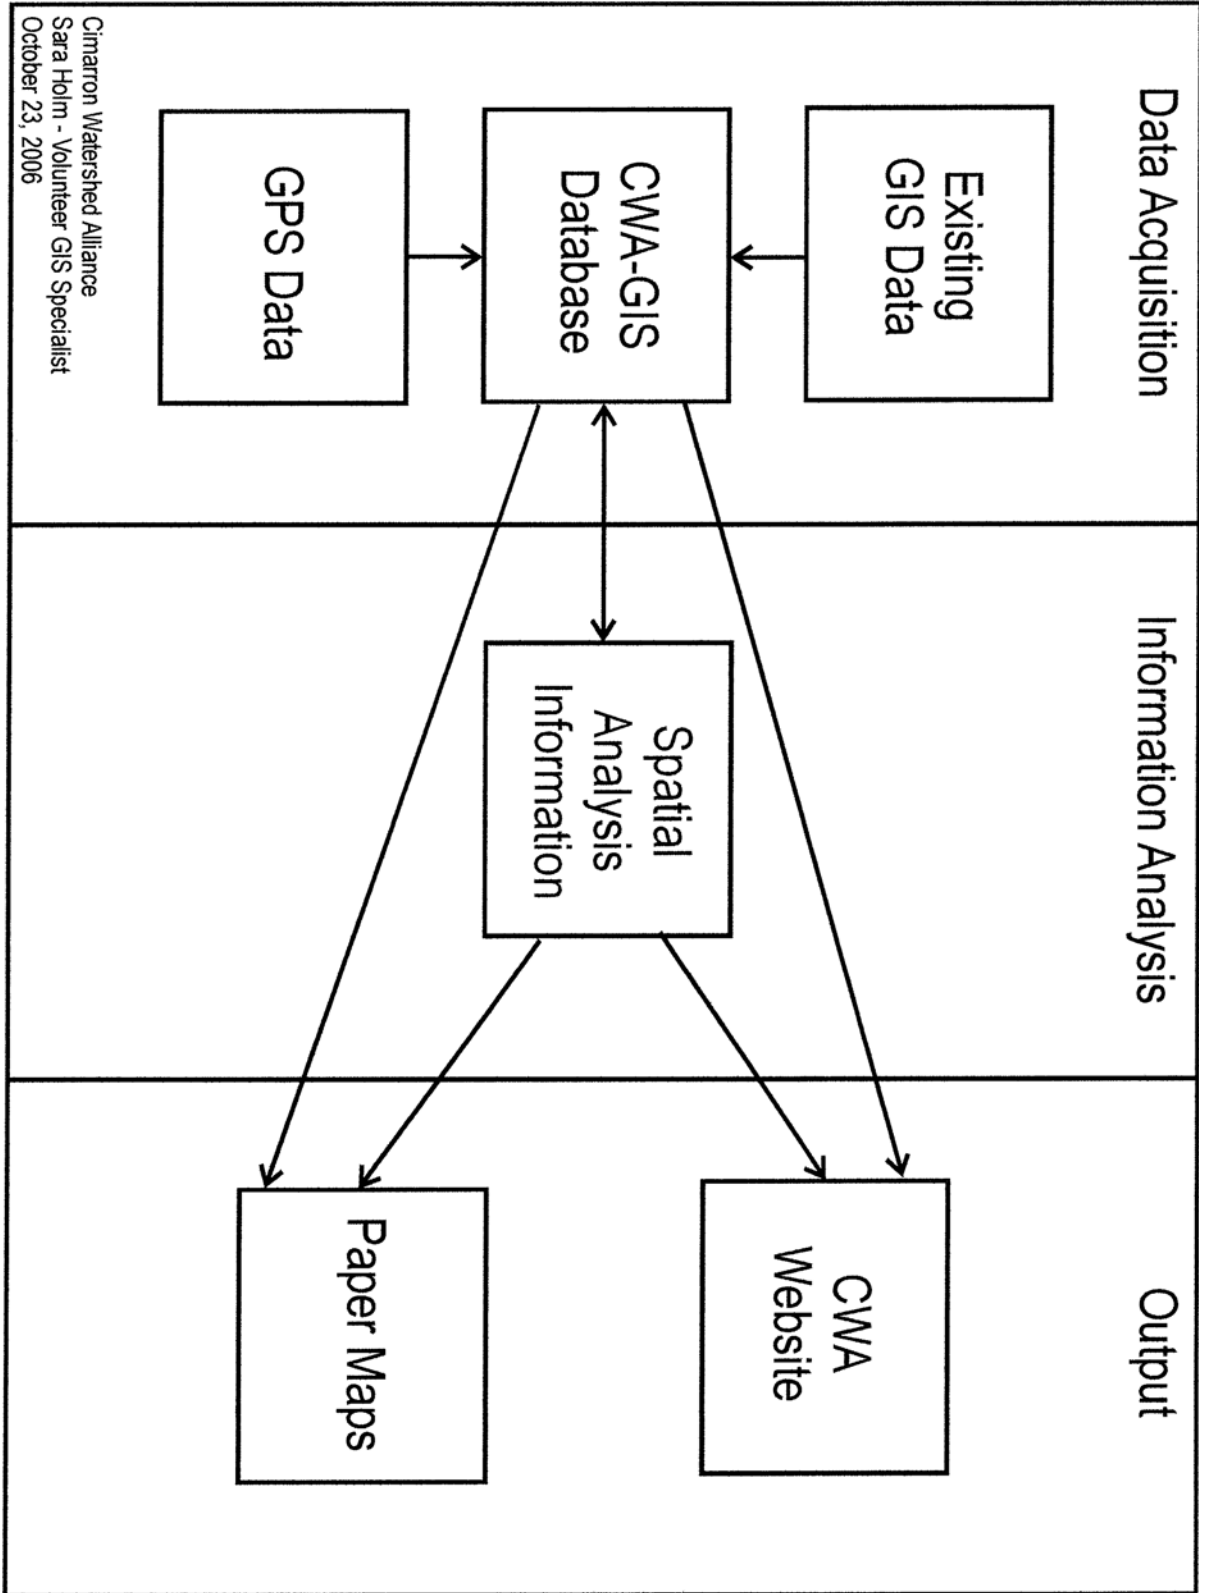 Data Acquisition
Information Analysis
Output
Existing
GIS Data
CWA-GIS
Database
GPS Data
Spatial
Analysis
Information
CWA
Website
Paper Maps
Cimarron Watershed Alliance
Sara Holm - Volunteer GIS Specialist
October 23, 2006